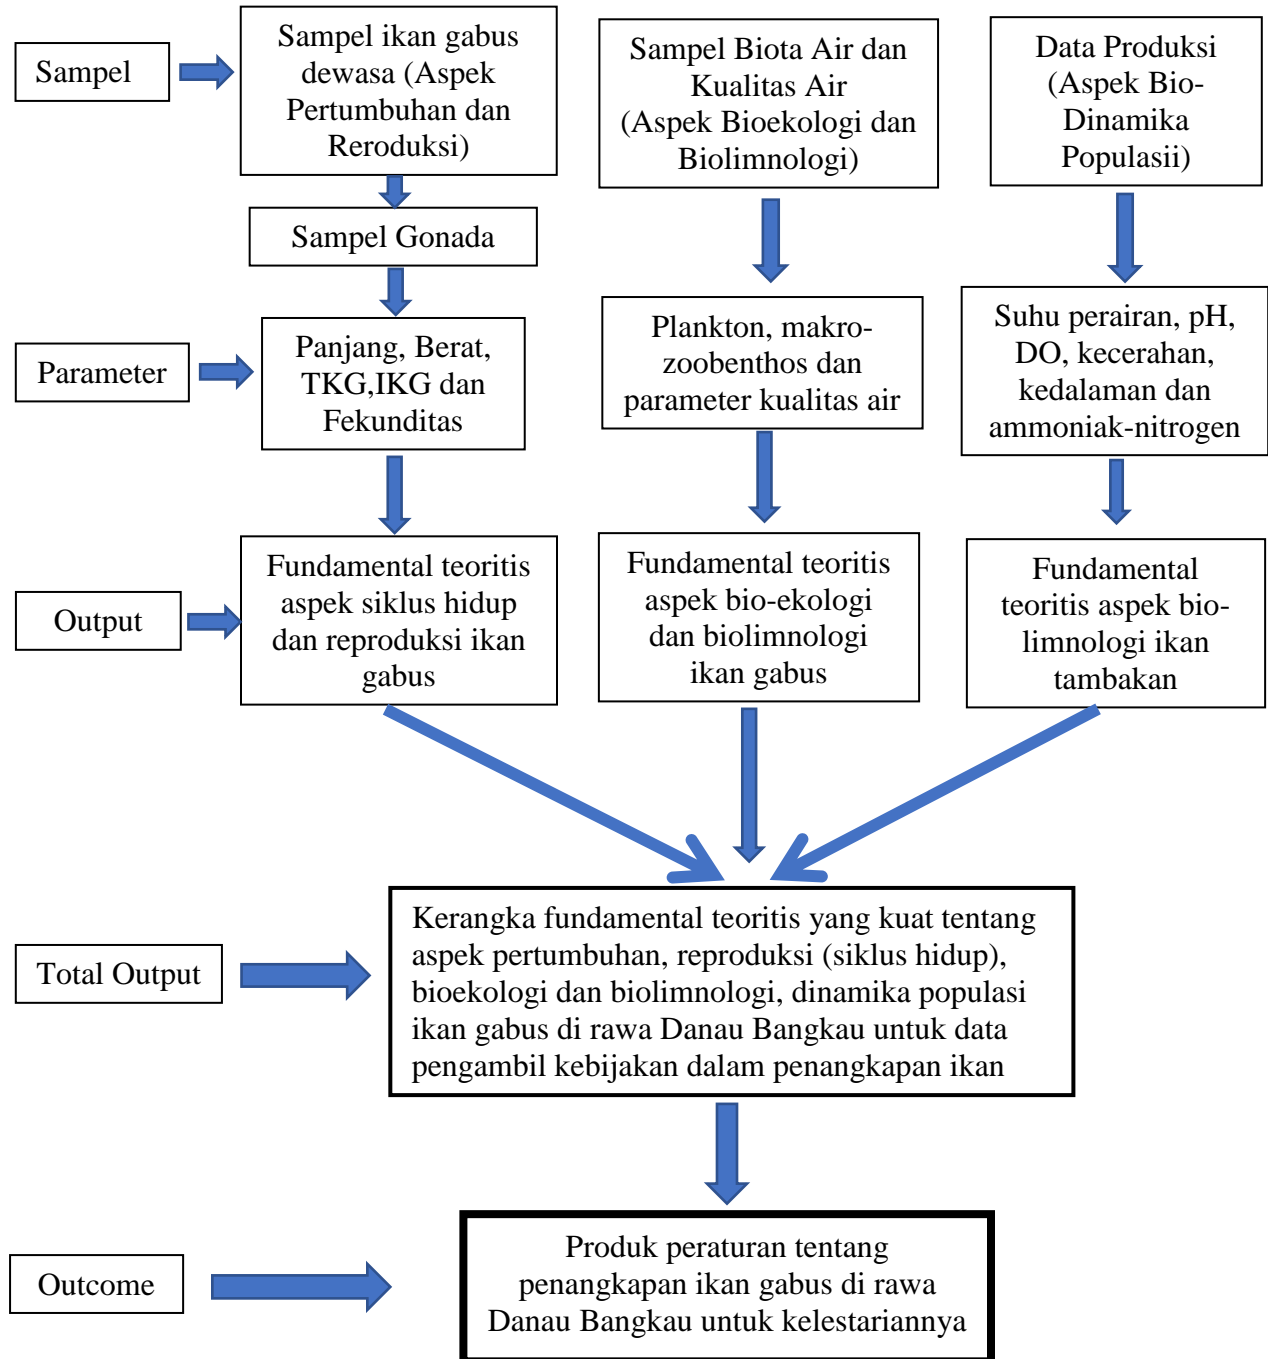 Sampel
Sampel ikan gabus
dewasa (Aspek
Pertumbuhan dan
Reroduksi)
Sampel Biota Air dan
Kualitas Air
(Aspek Bioekologi dan
Biolimnologi)
Data Produksi
(Aspek Bio-
Dinamika
Populasii)
Sampel Gonada
Parameter
Panjang, Berat,
TKG,IKG dan
Fekunditas
Plankton, makro-
zoobenthos dan
parameter kualitas air
Suhu perairan, pH,
DO, kecerahan,
kedalaman dan
ammoniak-nitrogen
Output
Fundamental teoritis
aspek siklus hidup
dan reproduksi ikan
gabus
Fundamental teoritis
aspek bio-ekologi
dan biolimnologi
ikan gabus
Fundamental
teoritis aspek bio-
limnologi ikan
tambakan
Total Output
Kerangka fundamental teoritis yang kuat tentang
aspek pertumbuhan, reproduksi (siklus hidup),
bioekologi dan biolimnologi, dinamika populasi
ikan gabus di rawa Danau Bangkau untuk data
pengambil kebijakan dalam penangkapan ikan
Outcome
Produk peraturan tentang
penangkapan ikan gabus di rawa
Danau Bangkau untuk kelestariannya